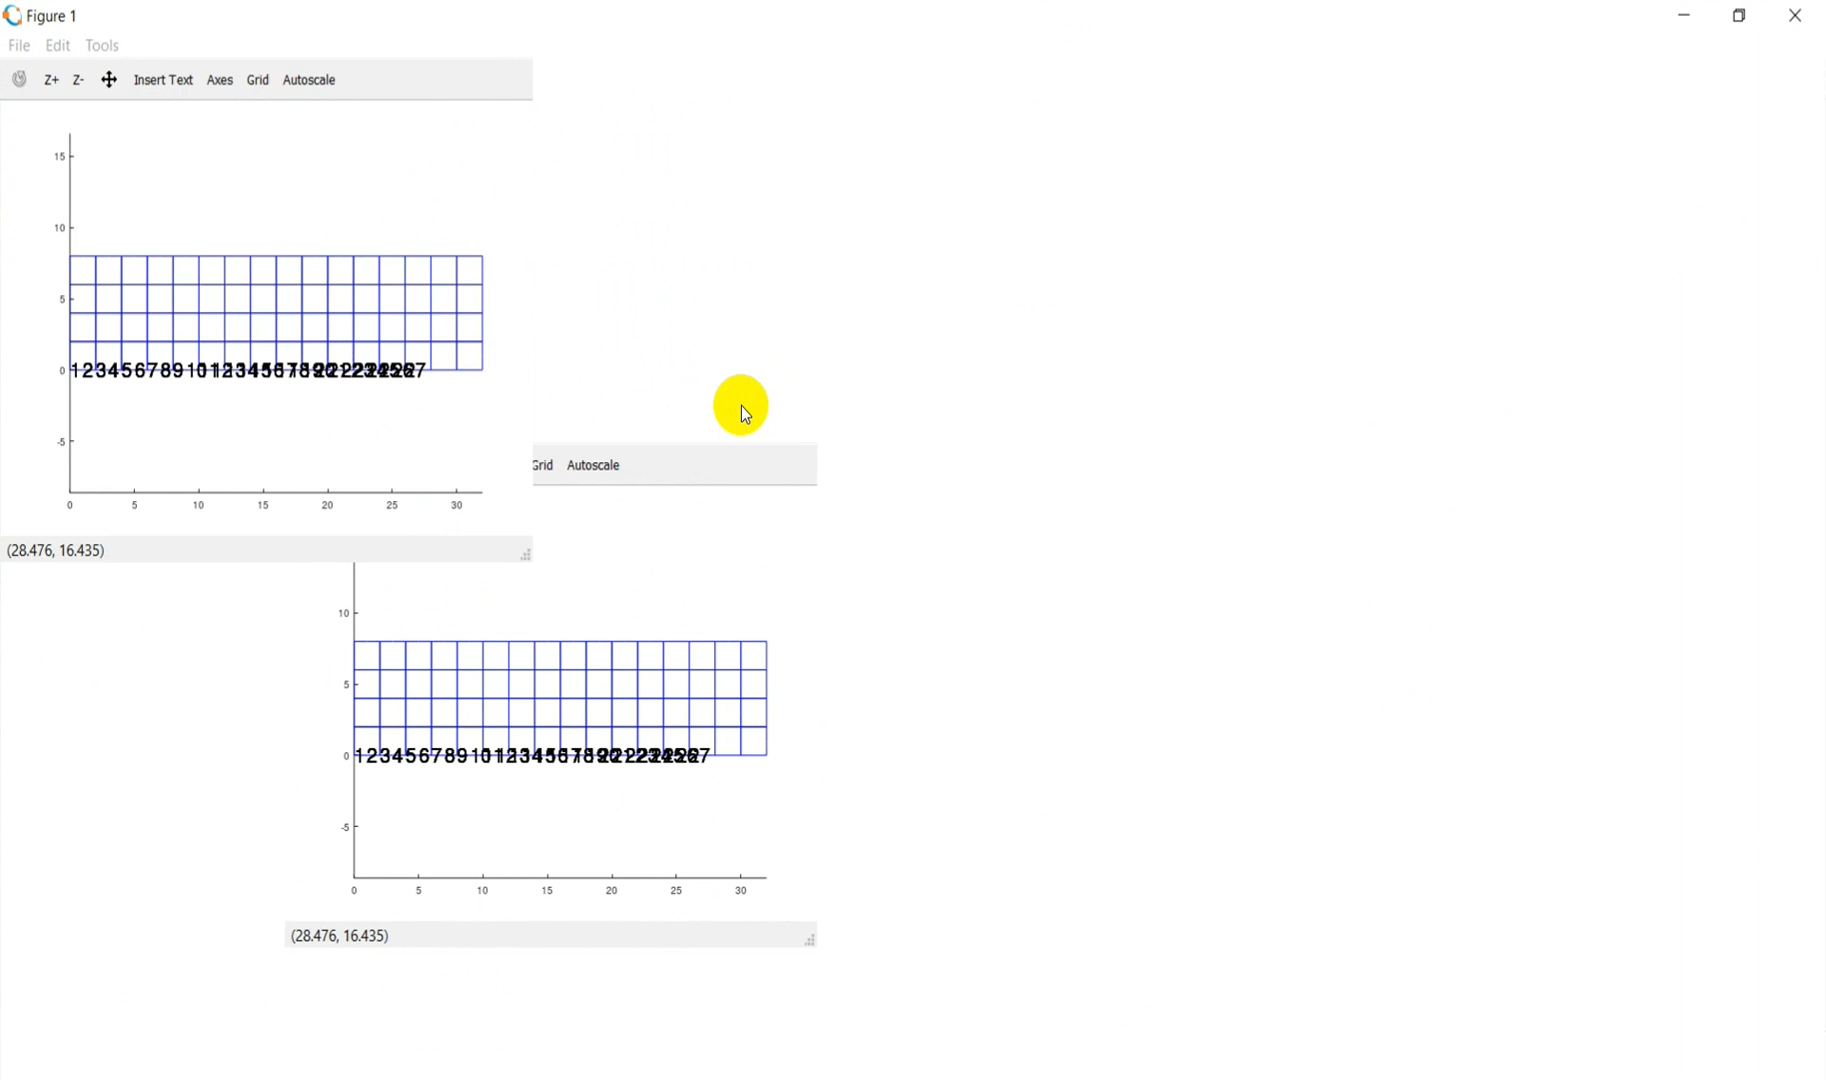 Figure 1
File Edit Tools
Z+ Z- Insert Text Axes Grid Autoscale
15
10
5
0
-5
0 5 10 15 20 25 30
(28.476, 16.435)
Grid Autoscale
10
5
0
-5
0 5 10 15 20 25 30
(28.476, 16.435)